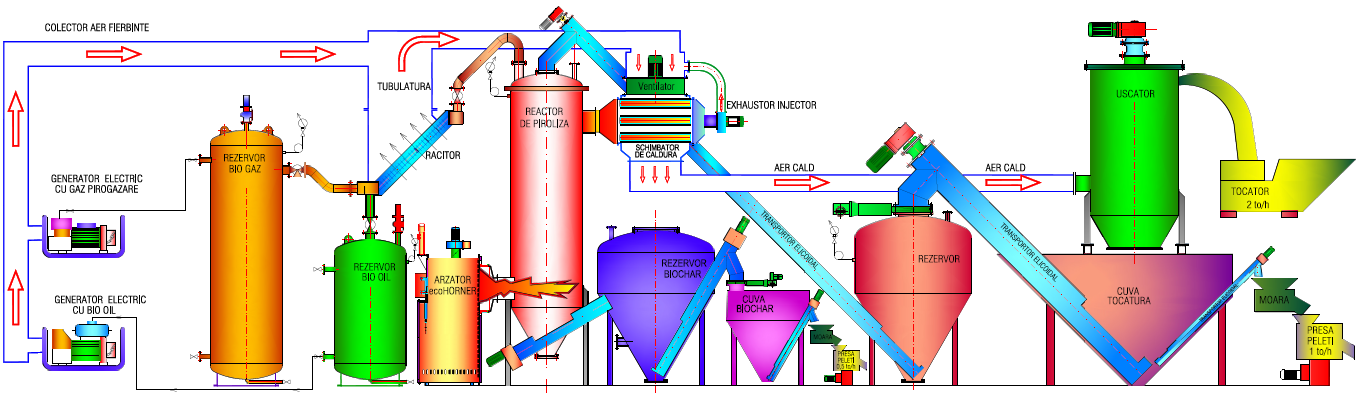 COLECTOR AER FIERBINTE
TUBULATURA
RACITOR
REZERVOR
BIO GAZ
GENERATOR ELECTRIC
CU GAZ PIROGAZARE
GENERATOR ELECTRIC
CU BIO OIL
REZERVOR
BIO OIL
ARZATOR
ecoHORNER
REACTOR
DE PIROLIZA
Ventilator
EXHAUSTOR INJECTOR
SCHIMBATOR
DE CALDURA
AER CALD
AER CALD
TRANSPORTOR ELICOIDAL
REZERVOR
BIOCHAR
CUVA
BIOCHAR
MOARA
PRESA
PELETI
0,5 to/h
REZERVOR
TRANSPORTOR ELICOIDAL
USCATOR
TOCATOR
2 to/h
CUVA
TOCATURA
MOARA
PRESA
PELETI
1 to/h